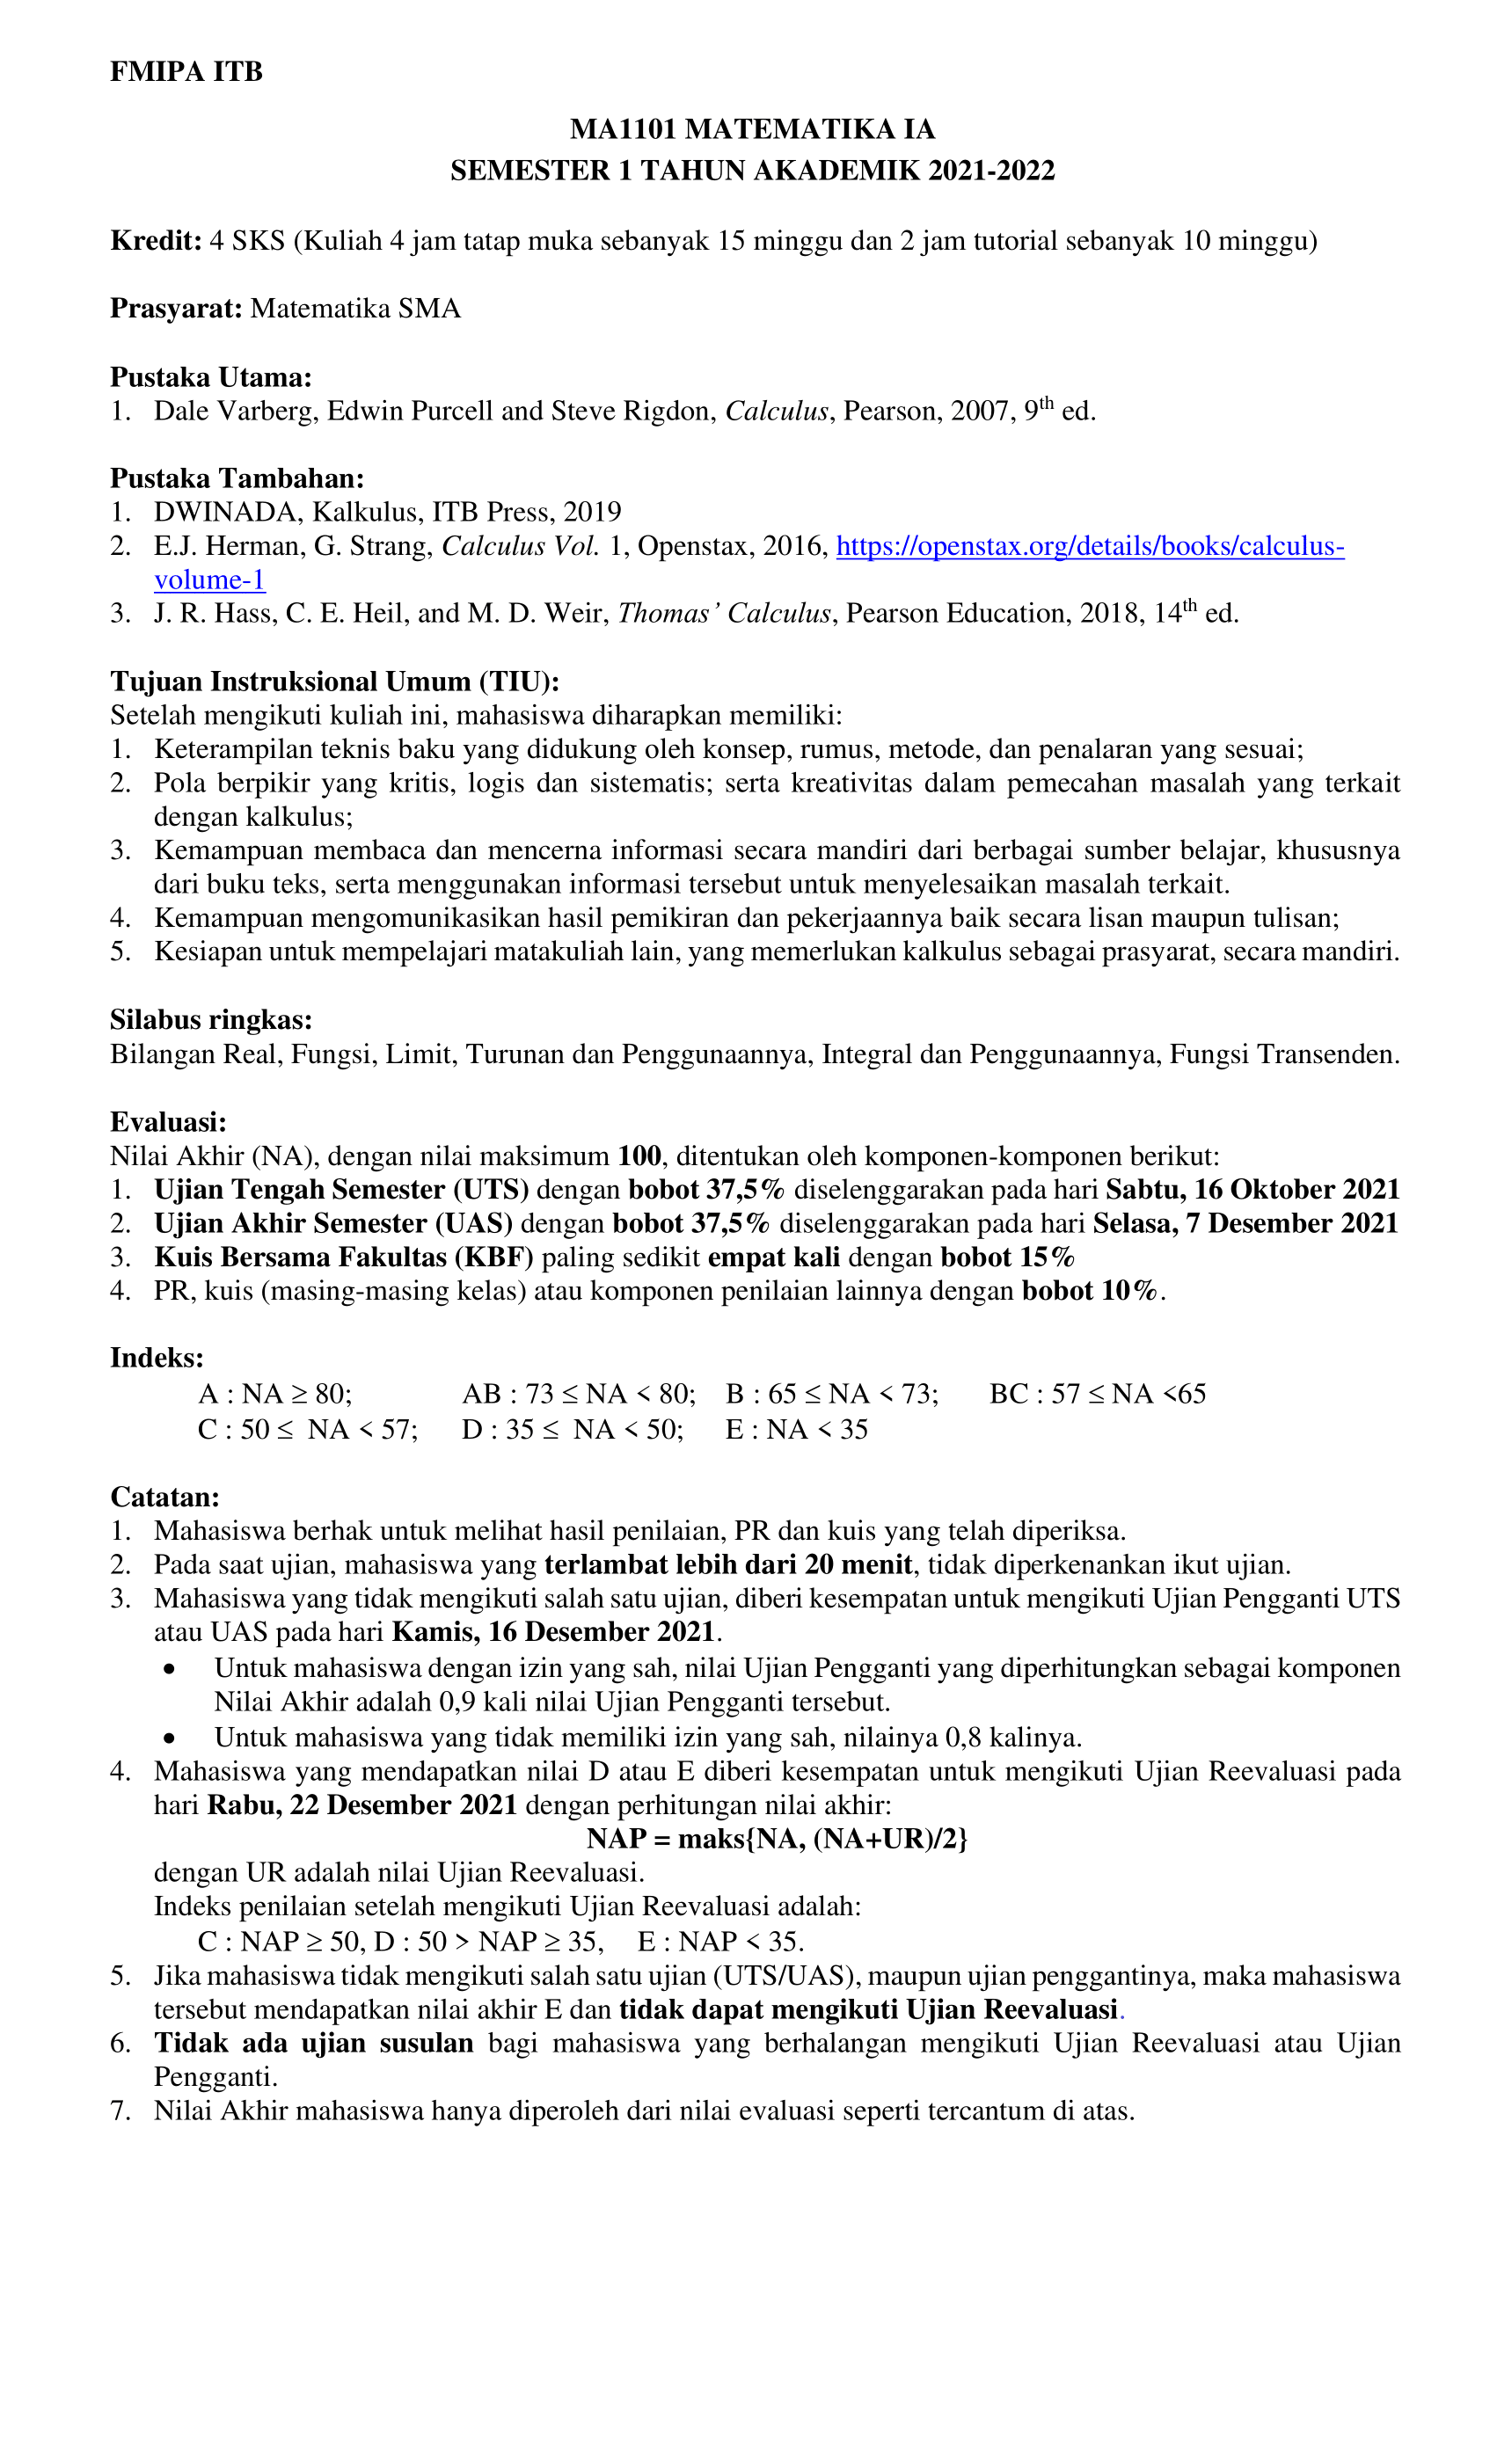 FMIPA ITB
MA1101 MATEMATIKA IA
SEMESTER 1 TAHUN AKADEMIK 2021-2022
Kredit: 4 SKS (Kuliah 4 jam tatap muka sebanyak 15 minggu dan 2 jam tutorial sebanyak 10 minggu)
Prasyarat: Matematika SMA
Pustaka Utama:
1. Dale Varberg, Edwin Purcell and Steve Rigdon, Calculus, Pearson, 2007, 9th ed.
Pustaka Tambahan:
1. DWINADA, Kalkulus, ITB Press, 2019
2. E.J. Herman, G. Strang, Calculus Vol. 1, Openstax, 2016, https://openstax.org/details/books/calculus-
volume-1
3. J. R. Hass, C. E. Heil, and M. D. Weir, Thomas’ Calculus, Pearson Education, 2018, 14th ed.
Tujuan Instruksional Umum (TIU):
Setelah mengikuti kuliah ini, mahasiswa diharapkan memiliki:
1. Keterampilan teknis baku yang didukung oleh konsep, rumus, metode, dan penalaran yang sesuai;
2. Pola berpikir yang kritis, logis dan sistematis; serta kreativitas dalam pemecahan masalah yang terkait
dengan kalkulus;
3. Kemampuan membaca dan mencerna informasi secara mandiri dari berbagai sumber belajar, khususnya
dari buku teks, serta menggunakan informasi tersebut untuk menyelesaikan masalah terkait.
4. Kemampuan mengomunikasikan hasil pemikiran dan pekerjaannya baik secara lisan maupun tulisan;
5. Kesiapan untuk mempelajari matakuliah lain, yang memerlukan kalkulus sebagai prasyarat, secara mandiri.
Silabus ringkas:
Bilangan Real, Fungsi, Limit, Turunan dan Penggunaannya, Integral dan Penggunaannya, Fungsi Transenden.
Evaluasi:
Nilai Akhir (NA), dengan nilai maksimum 100, ditentukan oleh komponen-komponen berikut:
1. Ujian Tengah Semester (UTS) dengan bobot 37,5% diselenggarakan pada hari Sabtu, 16 Oktober 2021
2. Ujian Akhir Semester (UAS) dengan bobot 37,5% diselenggarakan pada hari Selasa, 7 Desember 2021
3. Kuis Bersama Fakultas (KBF) paling sedikit empat kali dengan bobot 15%
4. PR, kuis (masing-masing kelas) atau komponen penilaian lainnya dengan bobot 10%.
Indeks:
A : NA ≥ 80; AB : 73 ≤ NA < 80; B : 65 ≤ NA < 73; BC : 57 ≤ NA <65
C : 50 ≤ NA < 57; D : 35 ≤ NA < 50; E : NA < 35
Catatan:
1. Mahasiswa berhak untuk melihat hasil penilaian, PR dan kuis yang telah diperiksa.
2. Pada saat ujian, mahasiswa yang terlambat lebih dari 20 menit, tidak diperkenankan ikut ujian.
3. Mahasiswa yang tidak mengikuti salah satu ujian, diberi kesempatan untuk mengikuti Ujian Pengganti UTS
atau UAS pada hari Kamis, 16 Desember 2021.
• Untuk mahasiswa dengan izin yang sah, nilai Ujian Pengganti yang diperhitungkan sebagai komponen
Nilai Akhir adalah 0,9 kali nilai Ujian Pengganti tersebut.
• Untuk mahasiswa yang tidak memiliki izin yang sah, nilainya 0,8 kalinya.
4. Mahasiswa yang mendapatkan nilai D atau E diberi kesempatan untuk mengikuti Ujian Reevaluasi pada
hari Rabu, 22 Desember 2021 dengan perhitungan nilai akhir:
NAP = maks{NA, (NA+UR)/2}
dengan UR adalah nilai Ujian Reevaluasi.
Indeks penilaian setelah mengikuti Ujian Reevaluasi adalah:
C : NAP ≥ 50, D : 50 > NAP ≥ 35, E : NAP < 35.
5. Jika mahasiswa tidak mengikuti salah satu ujian (UTS/UAS), maupun ujian penggantinya, maka mahasiswa
tersebut mendapatkan nilai akhir E dan tidak dapat mengikuti Ujian Reevaluasi.
6. Tidak ada ujian susulan bagi mahasiswa yang berhalangan mengikuti Ujian Reevaluasi atau Ujian
Pengganti.
7. Nilai Akhir mahasiswa hanya diperoleh dari nilai evaluasi seperti tercantum di atas.